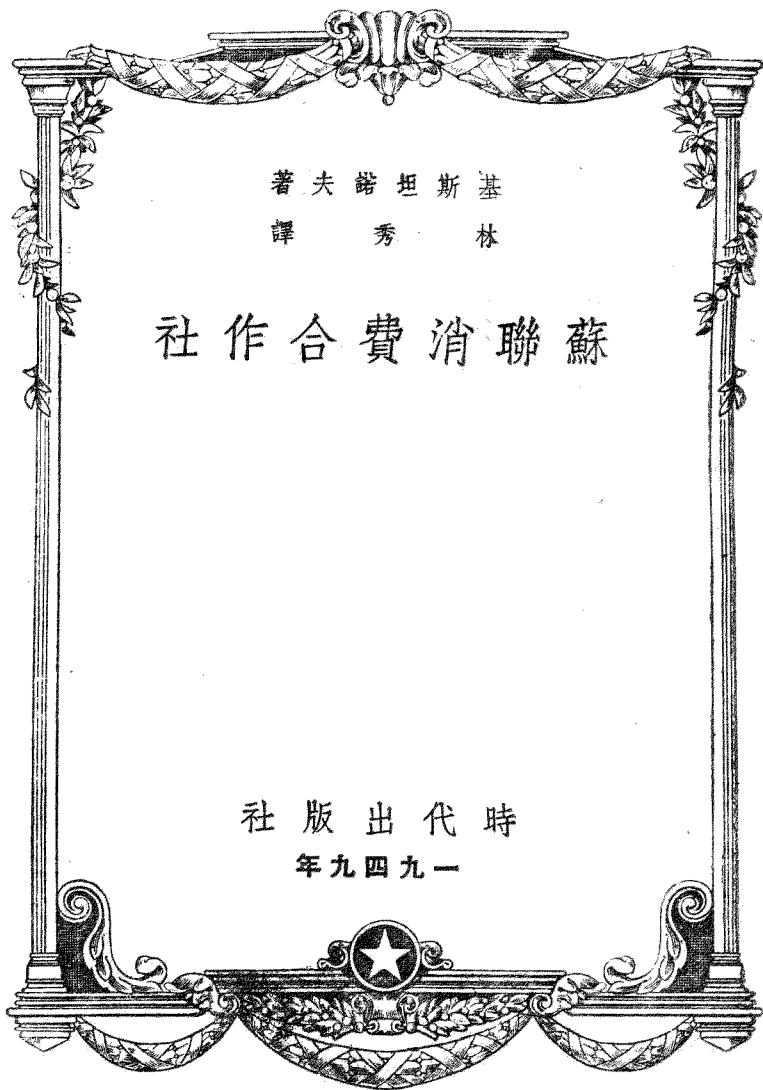 基斯坦諾夫著
林秀譯
蘇聯消費合作社
時代出版社
一九四九年